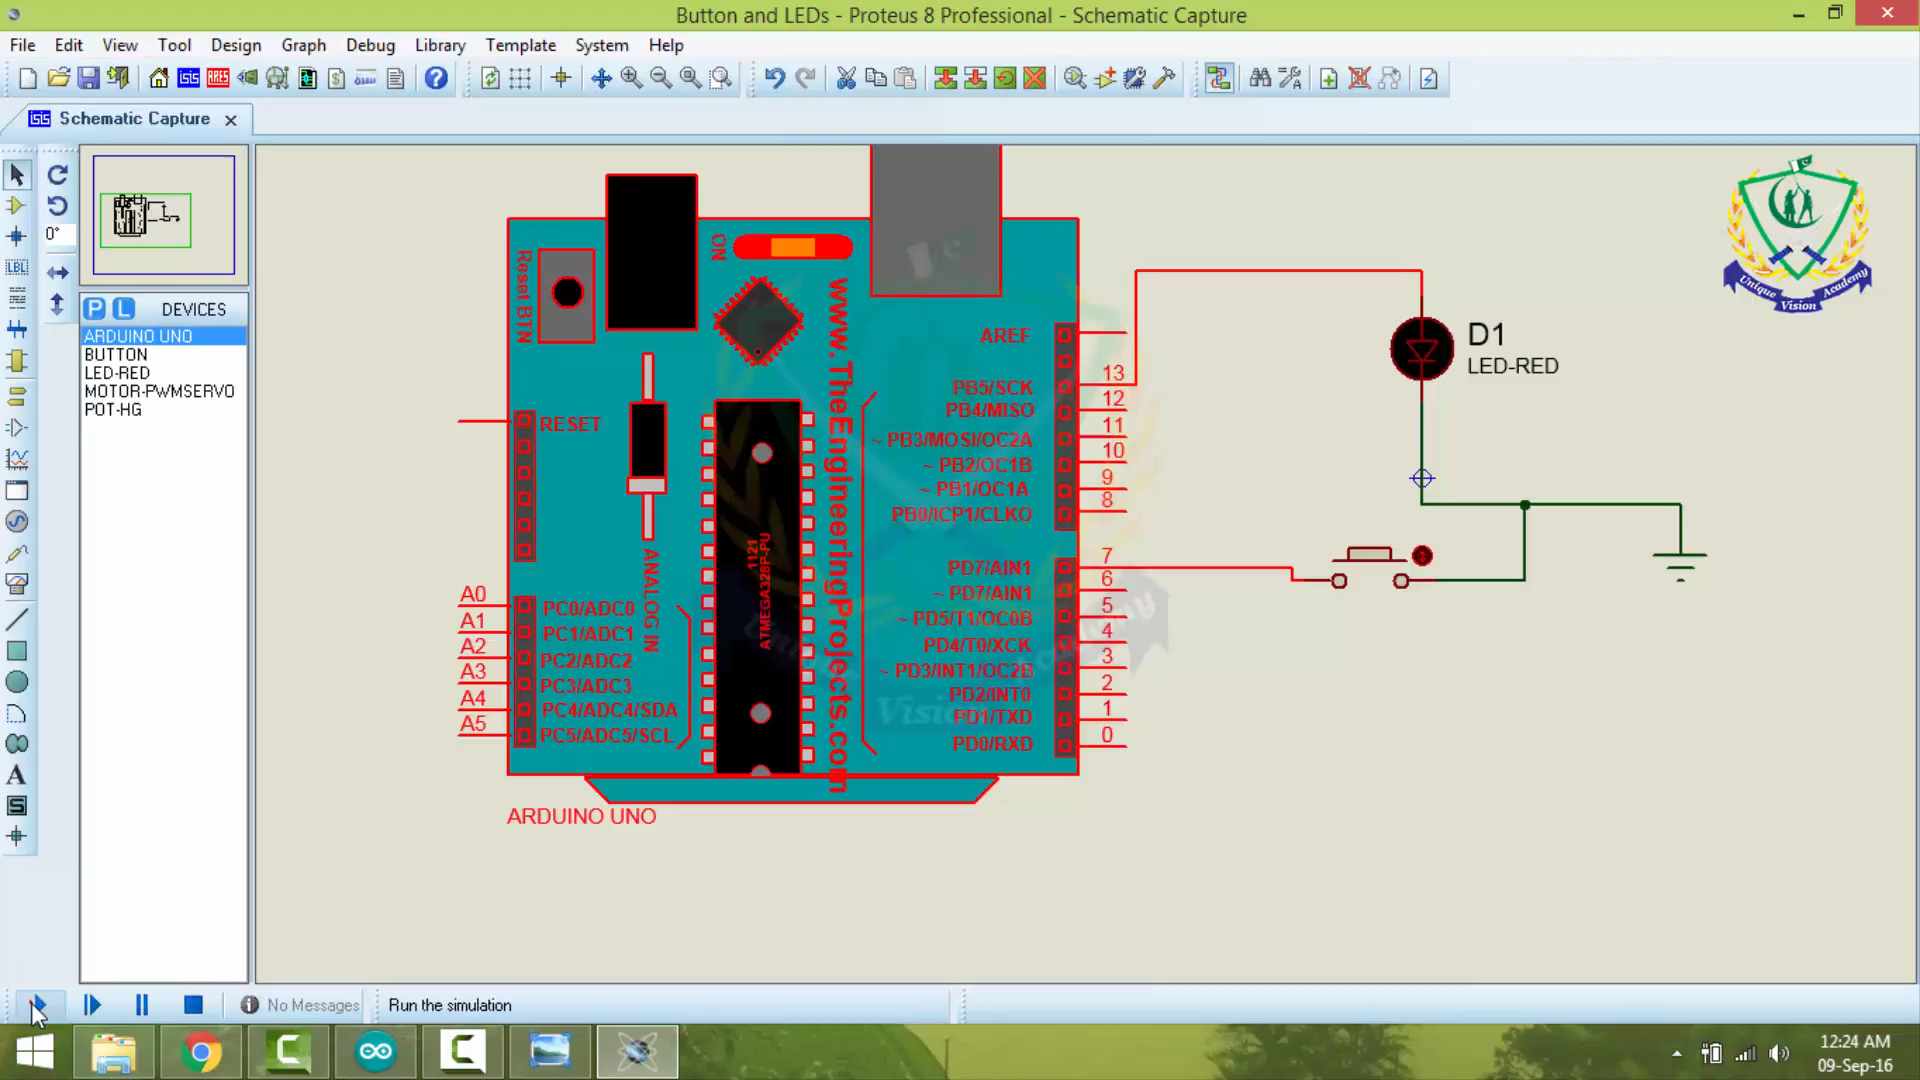 Button and LEDs - Proteus 8 Professional - Schematic Capture
File Edit View Tool Design Graph Debug Library Template System Help
Schematic Capture
0°
LBL
P L DEVICES
ARDUINO UNO
BUTTON
LED-RED
MOTOR-PWMSERVO
POT-HG
Reset BTN
ON
www.TheEngineeringProjects.com
ANALOG IN
1121
ATMEGA328P-PU
RESET
A0 PC0/ADC0
A1 PC1/ADC1
A2 PC2/ADC2
A3 PC3/ADC3
A4 PC4/ADC4/SDA
A5 PC5/ADC5/SCL
AREF
PB5/SCK 13
PB4/MISO 12
~ PB3/MOSI/OC2A 11
~ PB2/OC1B 10
~ PB1/OC1A 9
PB0/ICP1/CLKO 8
PD7/AIN1 7
~ PD7/AIN1 6
~ PD5/T1/OC0B 5
PD4/T0/XCK 4
~ PD3/INT1/OC2B 3
PD2/INT0 2
PD1/TXD 1
PD0/RXD 0
ARDUINO UNO
D1
LED-RED
Unique Vision Academy
Unique Vision Academy
No Messages
Run the simulation
12:24 AM
09-Sep-16